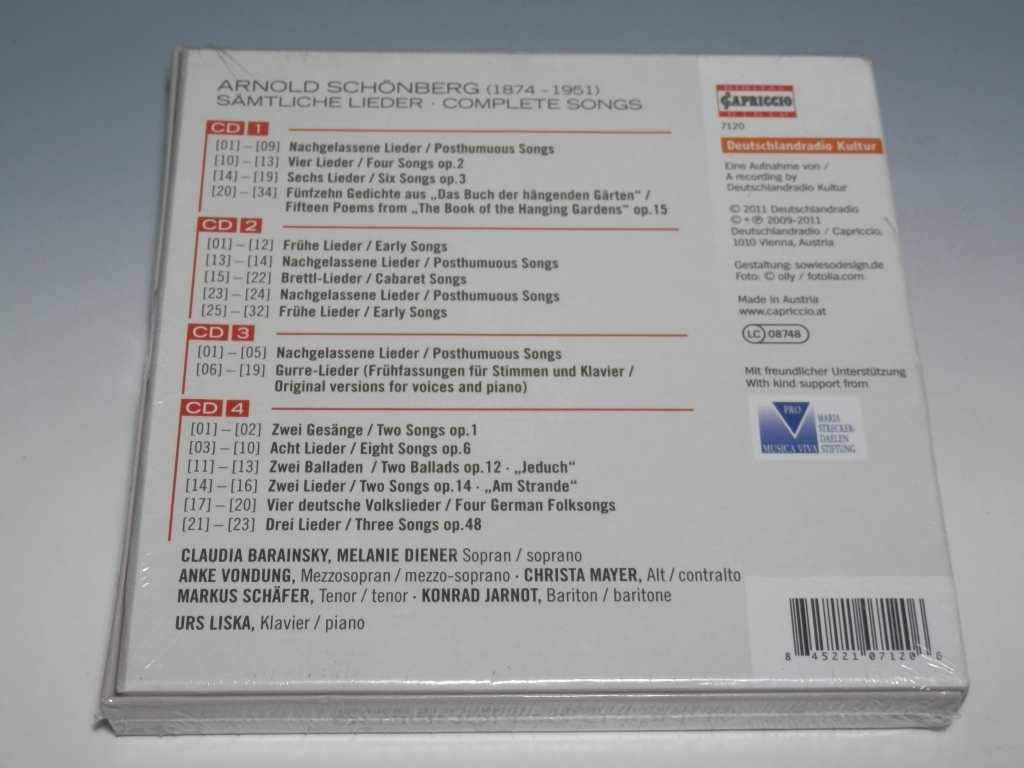 ARNOLD SCHÖNBERG (1874 – 1951)
SÄMTLICHE LIEDER · COMPLETE SONGS
CD 1
[01] – [09] Nachgelassene Lieder / Posthumuous Songs
[10] – [13] Vier Lieder / Four Songs op.2
[14] – [19] Sechs Lieder / Six Songs op.3
[20] – [34] Fünfzehn Gedichte aus „Das Buch der hängenden Gärten“ /
Fifteen Poems from „The Book of the Hanging Gardens“ op.15
CD 2
[01] – [12] Frühe Lieder / Early Songs
[13] – [14] Nachgelassene Lieder / Posthumuous Songs
[15] – [22] Brettl-Lieder / Cabaret Songs
[23] – [24] Nachgelassene Lieder / Posthumuous Songs
[25] – [32] Frühe Lieder / Early Songs
CD 3
[01] – [05] Nachgelassene Lieder / Posthumuous Songs
[06] – [19] Gurre-Lieder (Frühfassungen für Stimmen und Klavier /
Original versions for voices and piano)
CD 4
[01] – [02] Zwei Gesänge / Two Songs op.1
[03] – [10] Acht Lieder / Eight Songs op.6
[11] – [13] Zwei Balladen / Two Ballads op.12 · „Jeduch“
[14] – [16] Zwei Lieder / Two Songs op.14 · „Am Strande“
[17] – [20] Vier deutsche Volkslieder / Four German Folksongs
[21] – [23] Drei Lieder / Three Songs op.48
CLAUDIA BARAINSKY, MELANIE DIENER Sopran / soprano
ANKE VONDUNG, Mezzosopran / mezzo-soprano · CHRISTA MAYER, Alt / contralto
MARKUS SCHÄFER, Tenor / tenor · KONRAD JARNOT, Bariton / baritone
URS LISKA, Klavier / piano
DIGITAL
CAPRICCIO
7120
Deutschlandradio Kultur
Eine Aufnahme von /
A recording by
Deutschlandradio Kultur
© 2011 Deutschlandradio
© + ℗ 2009-2011
Deutschlandradio / Capriccio,
1010 Vienna, Austria
Gestaltung: sowiesodesign.de
Foto: © olly / fotolia.com
Made in Austria
www.capriccio.at
LC 08748
Mit freundlicher Unterstützung
With kind support from
PRO
MUSICA VIVA
MARIA
STRECKER-
DAELEN
STIFTUNG
8 45221 07120 6